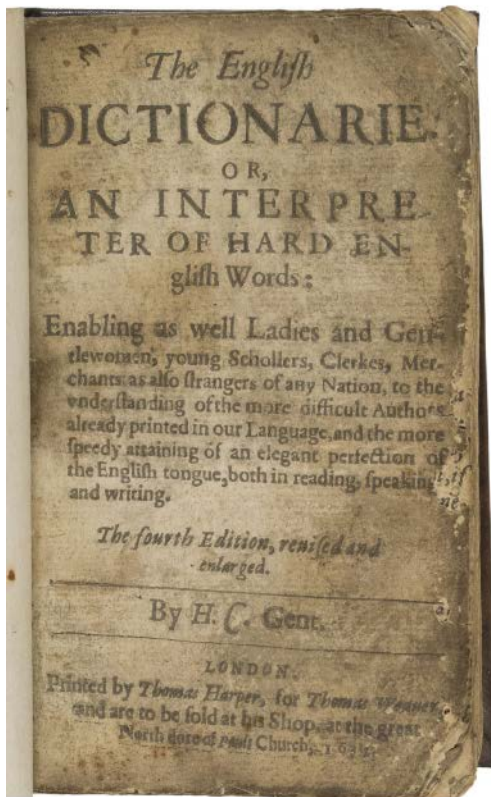 The Engliſh
DICTIONARIE:
OR,
AN INTERPRE-
TER OF HARD EN-
gliſh Words:
Enabling as well Ladies and Gen-
tlewomen, young Schollers, Clerkes, Mer-
chants as alſo ſtrangers of any Nation, to the
vnderſtanding of the more difficult Authors
already printed in our Language, and the more
ſpeedy attaining of an elegant perfection of
the Engliſh tongue, both in reading, ſpeaking
and writing.
The fourth Edition, reuiſed and
enlarged.
By H. C. Gent.
LONDON.
Printed by Thomas Harper, for Thomas
and are to be ſold at his Shop, at the great
North dore of Pauls Church,